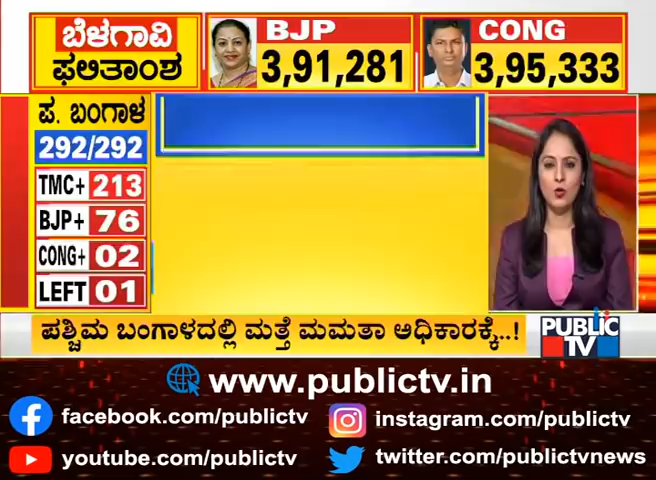 ಬೆಳಗಾವಿ
ಫಲಿತಾಂಶ
BJP
3,91,281
CONG
3,95,333
ಪ. ಬಂಗಾಳ
292/292
TMC+ 213
BJP+ 76
CONG+ 02
LEFT 01
ಪಶ್ಚಿಮ ಬಂಗಾಳದಲ್ಲಿ ಮತ್ತೆ ಮಮತಾ ಅಧಿಕಾರಕ್ಕೆ..!
PUBLIC
TV
www.publictv.in
facebook.com/publictv
instagram.com/publictv
youtube.com/publictv
twitter.com/publictvnews